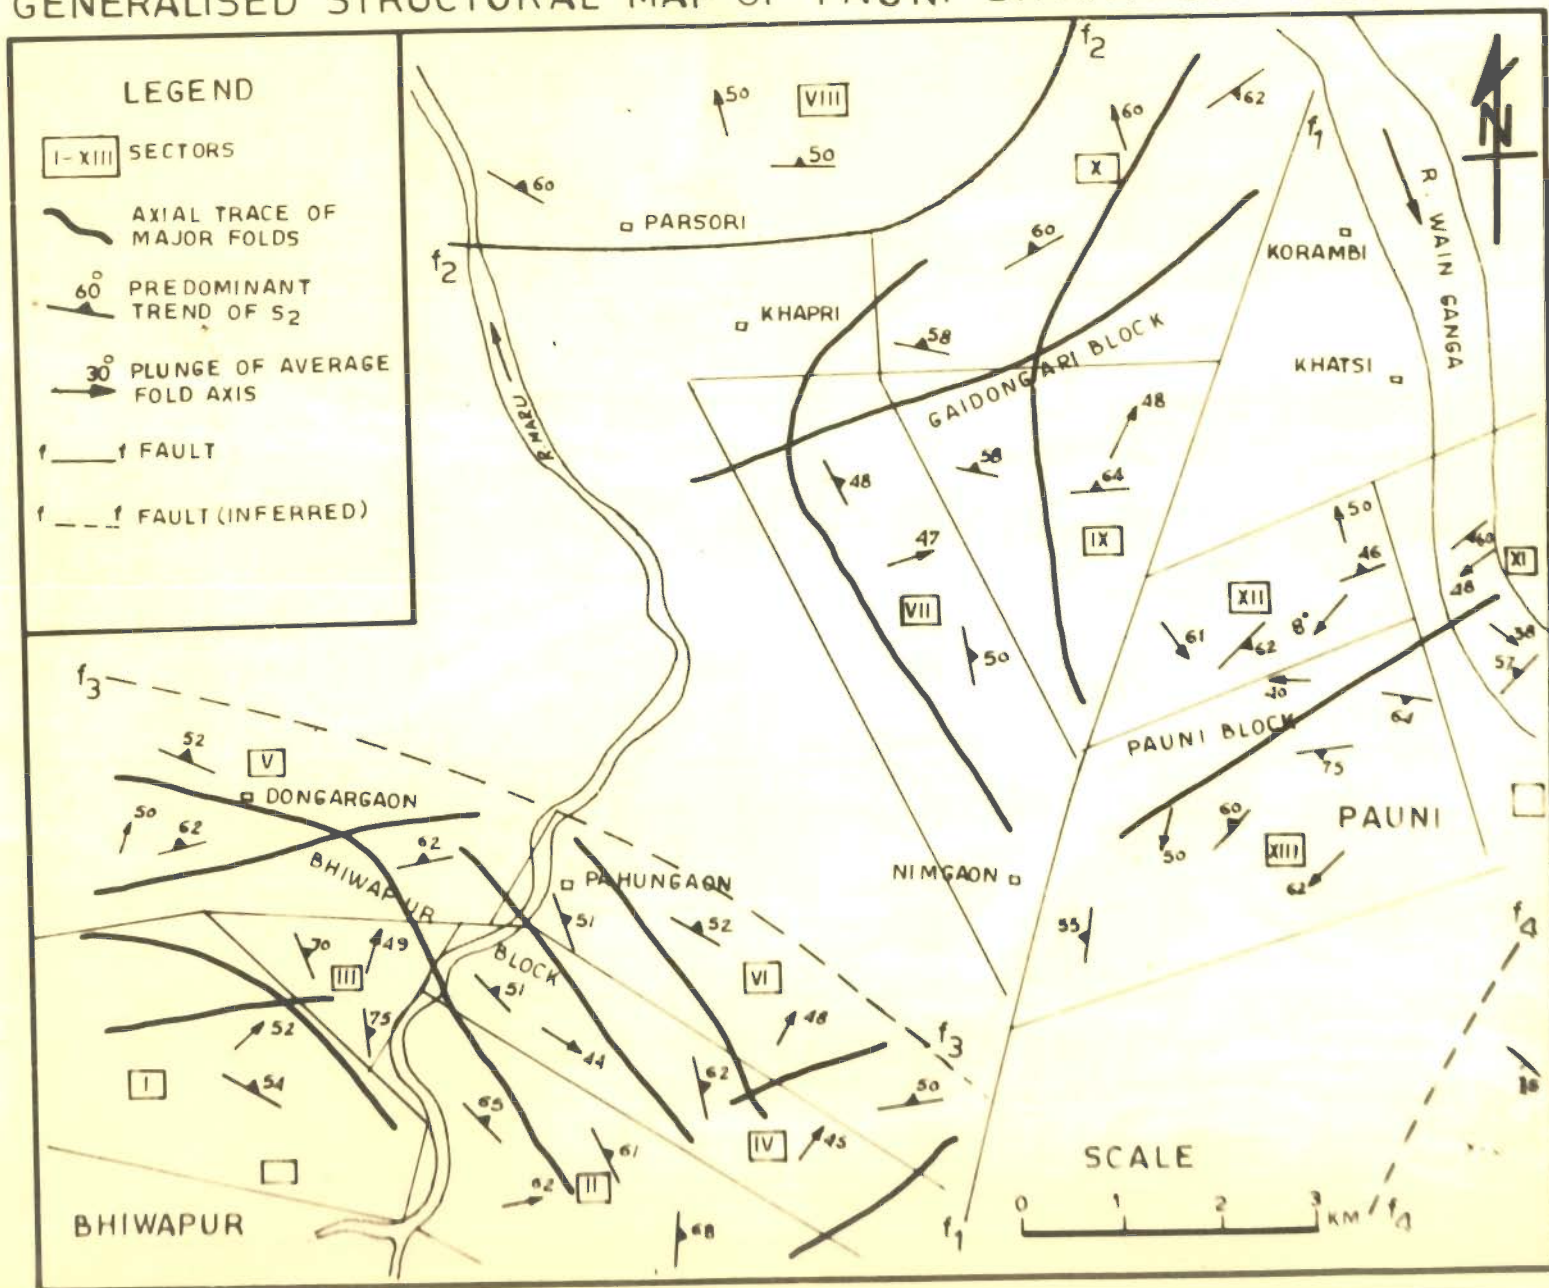 GENERALISED STRUCTURAL MAP OF PAUNI
LEGEND
I-XIII SECTORS
AXIAL TRACE OF
MAJOR FOLDS
60° PREDOMINANT
TREND OF S2
30° PLUNGE OF AVERAGE
FOLD AXIS
f f FAULT
f f FAULT (INFERRED)
f2
50
VIII
50
60
PARSORI
f2
60
X
62
f1
60
R. WAIN GANGA
N
KORAMBI
KHAPRI
58
GAIDONGARI BLOCK
KHATSI
R. MARU
48
48
58
64
IX
47
VII
50
50
46
XII
8°
61
62
60
XI
48
38
57
40
64
PAUNI BLOCK
75
PAUNI
60
50
XIII
62
NIMGAON
55
f3
52
V
DONGARGAON
50
62
62
BHIWAPUR
BLOCK
PAHUNGAON
51
52
VI
70
49
III
51
75
52
44
48
f3
I
54
62
50
65
IV
45
61
62
II
68
BHIWAPUR
f1
f4
SCALE
0 1 2 3 KM
f4